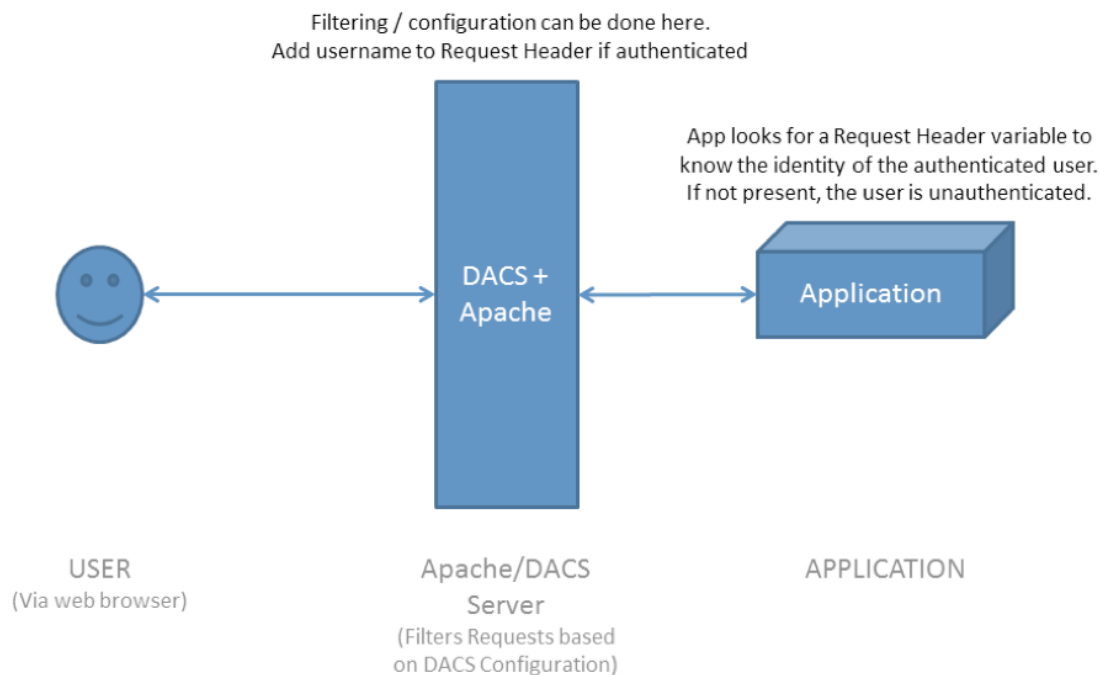 Filtering / configuration can be done here.
Add username to Request Header if authenticated
App looks for a Request Header variable to
know the identity of the authenticated user.
If not present, the user is unauthenticated.
DACS +
Apache
Application
USER
(Via web browser)
Apache/DACS
Server
(Filters Requests based
on DACS Configuration)
APPLICATION